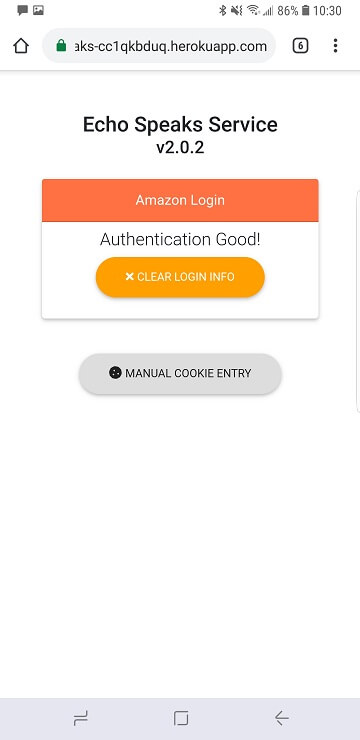 86% 10:30
aks-cc1qkbduq.herokuapp.com 6
Echo Speaks Service
v2.0.2
Amazon Login
Authentication Good!
CLEAR LOGIN INFO
MANUAL COOKIE ENTRY